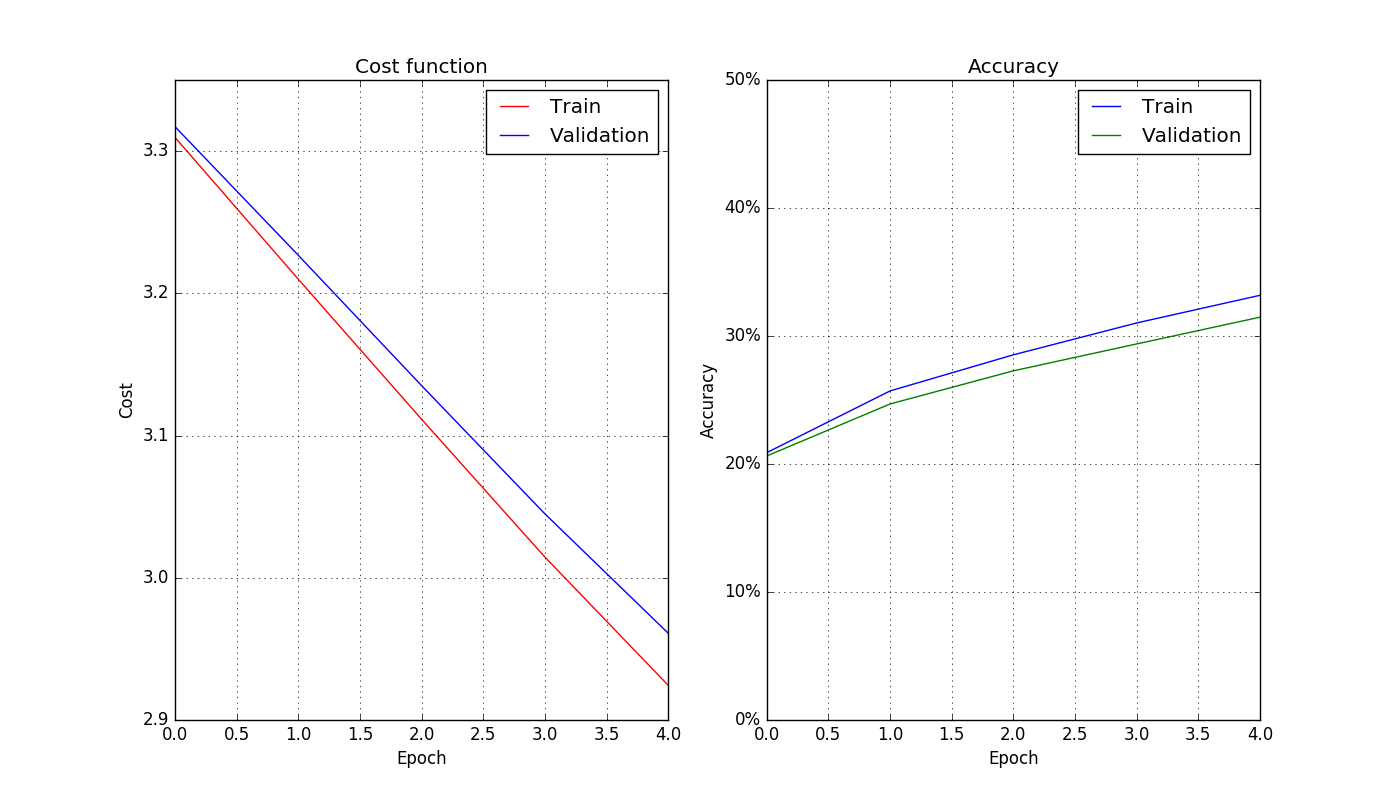 Cost function
Train
Validation
3.3
3.2
3.1
3.0
2.9
Cost
0.0 0.5 1.0 1.5 2.0 2.5 3.0 3.5 4.0
Epoch
Accuracy
Train
Validation
50%
40%
30%
20%
10%
0%
Accuracy
0.0 0.5 1.0 1.5 2.0 2.5 3.0 3.5 4.0
Epoch